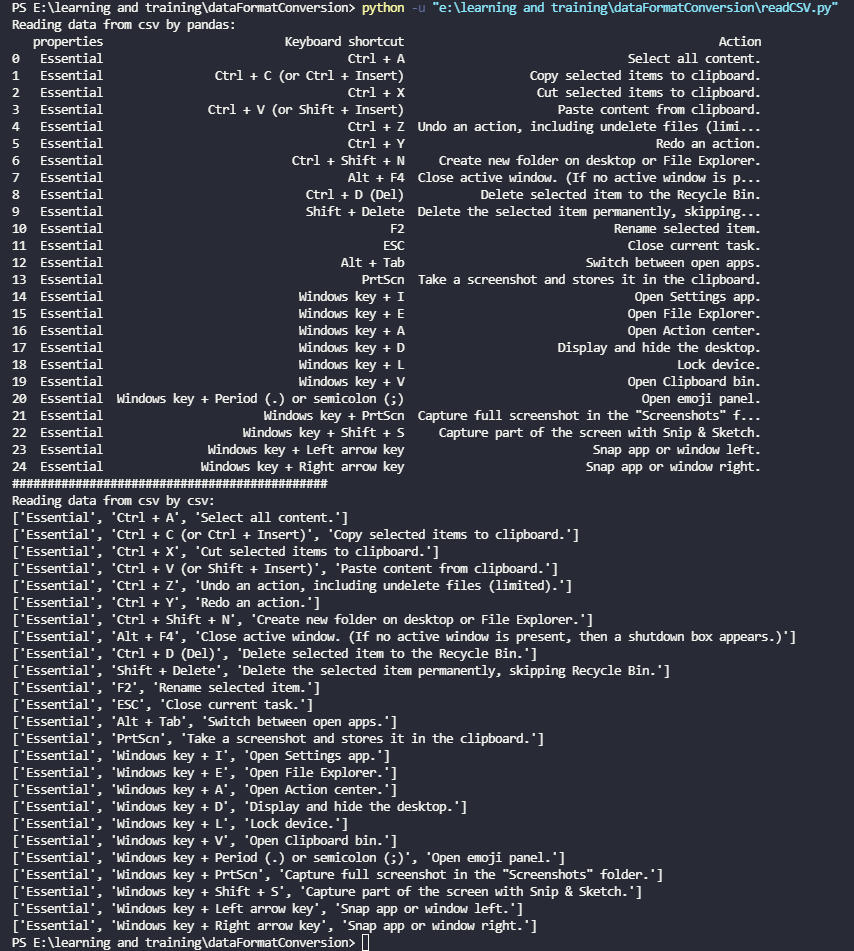 PS E:\learning and training\dataFormatConversion> python -u "e:\learning and training\dataFormatConversion\readCSV.py"
Reading data from csv by pandas:
properties Keyboard shortcut Action
0 Essential Ctrl + A Select all content.
1 Essential Ctrl + C (or Ctrl + Insert) Copy selected items to clipboard.
2 Essential Ctrl + X Cut selected items to clipboard.
3 Essential Ctrl + V (or Shift + Insert) Paste content from clipboard.
4 Essential Ctrl + Z Undo an action, including undelete files (limi...
5 Essential Ctrl + Y Redo an action.
6 Essential Ctrl + Shift + N Create new folder on desktop or File Explorer.
7 Essential Alt + F4 Close active window. (If no active window is p...
8 Essential Ctrl + D (Del) Delete selected item to the Recycle Bin.
9 Essential Shift + Delete Delete the selected item permanently, skipping...
10 Essential F2 Rename selected item.
11 Essential ESC Close current task.
12 Essential Alt + Tab Switch between open apps.
13 Essential PrtScn Take a screenshot and stores it in the clipboard.
14 Essential Windows key + I Open Settings app.
15 Essential Windows key + E Open File Explorer.
16 Essential Windows key + A Open Action center.
17 Essential Windows key + D Display and hide the desktop.
18 Essential Windows key + L Lock device.
19 Essential Windows key + V Open Clipboard bin.
20 Essential Windows key + Period (.) or semicolon (;) Open emoji panel.
21 Essential Windows key + PrtScn Capture full screenshot in the "Screenshots" f...
22 Essential Windows key + Shift + S Capture part of the screen with Snip & Sketch.
23 Essential Windows key + Left arrow key Snap app or window left.
24 Essential Windows key + Right arrow key Snap app or window right.
#############################################
Reading data from csv by csv:
['Essential', 'Ctrl + A', 'Select all content.']
['Essential', 'Ctrl + C (or Ctrl + Insert)', 'Copy selected items to clipboard.']
['Essential', 'Ctrl + X', 'Cut selected items to clipboard.']
['Essential', 'Ctrl + V (or Shift + Insert)', 'Paste content from clipboard.']
['Essential', 'Ctrl + Z', 'Undo an action, including undelete files (limited).']
['Essential', 'Ctrl + Y', 'Redo an action.']
['Essential', 'Ctrl + Shift + N', 'Create new folder on desktop or File Explorer.']
['Essential', 'Alt + F4', 'Close active window. (If no active window is present, then a shutdown box appears.)']
['Essential', 'Ctrl + D (Del)', 'Delete selected item to the Recycle Bin.']
['Essential', 'Shift + Delete', 'Delete the selected item permanently, skipping Recycle Bin.']
['Essential', 'F2', 'Rename selected item.']
['Essential', 'ESC', 'Close current task.']
['Essential', 'Alt + Tab', 'Switch between open apps.']
['Essential', 'PrtScn', 'Take a screenshot and stores it in the clipboard.']
['Essential', 'Windows key + I', 'Open Settings app.']
['Essential', 'Windows key + E', 'Open File Explorer.']
['Essential', 'Windows key + A', 'Open Action center.']
['Essential', 'Windows key + D', 'Display and hide the desktop.']
['Essential', 'Windows key + L', 'Lock device.']
['Essential', 'Windows key + V', 'Open Clipboard bin.']
['Essential', 'Windows key + Period (.) or semicolon (;)', 'Open emoji panel.']
['Essential', 'Windows key + PrtScn', 'Capture full screenshot in the "Screenshots" folder.']
['Essential', 'Windows key + Shift + S', 'Capture part of the screen with Snip & Sketch.']
['Essential', 'Windows key + Left arrow key', 'Snap app or window left.']
['Essential', 'Windows key + Right arrow key', 'Snap app or window right.']
PS E:\learning and training\dataFormatConversion>